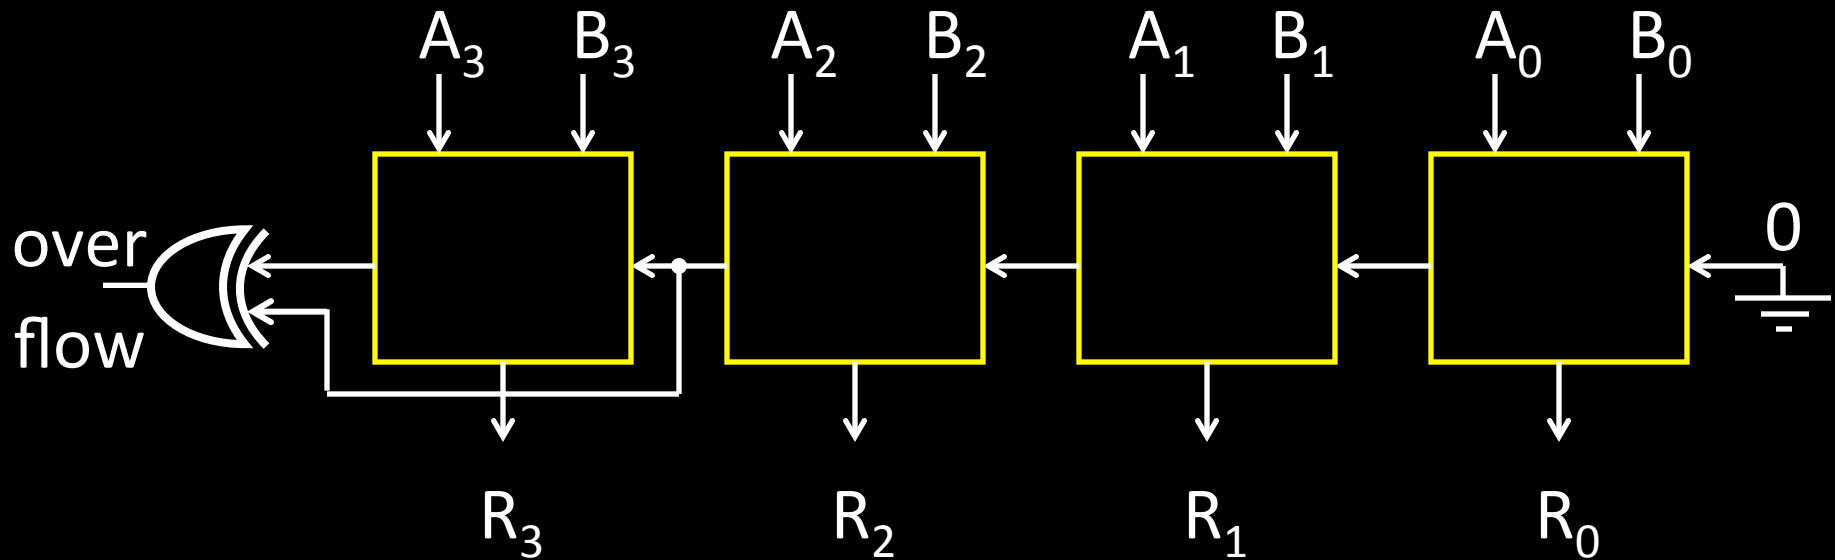 A₃ B₃ A₂ B₂ A₁ B₁ A₀ B₀
0
over
flow
R₃ R₂ R₁ R₀